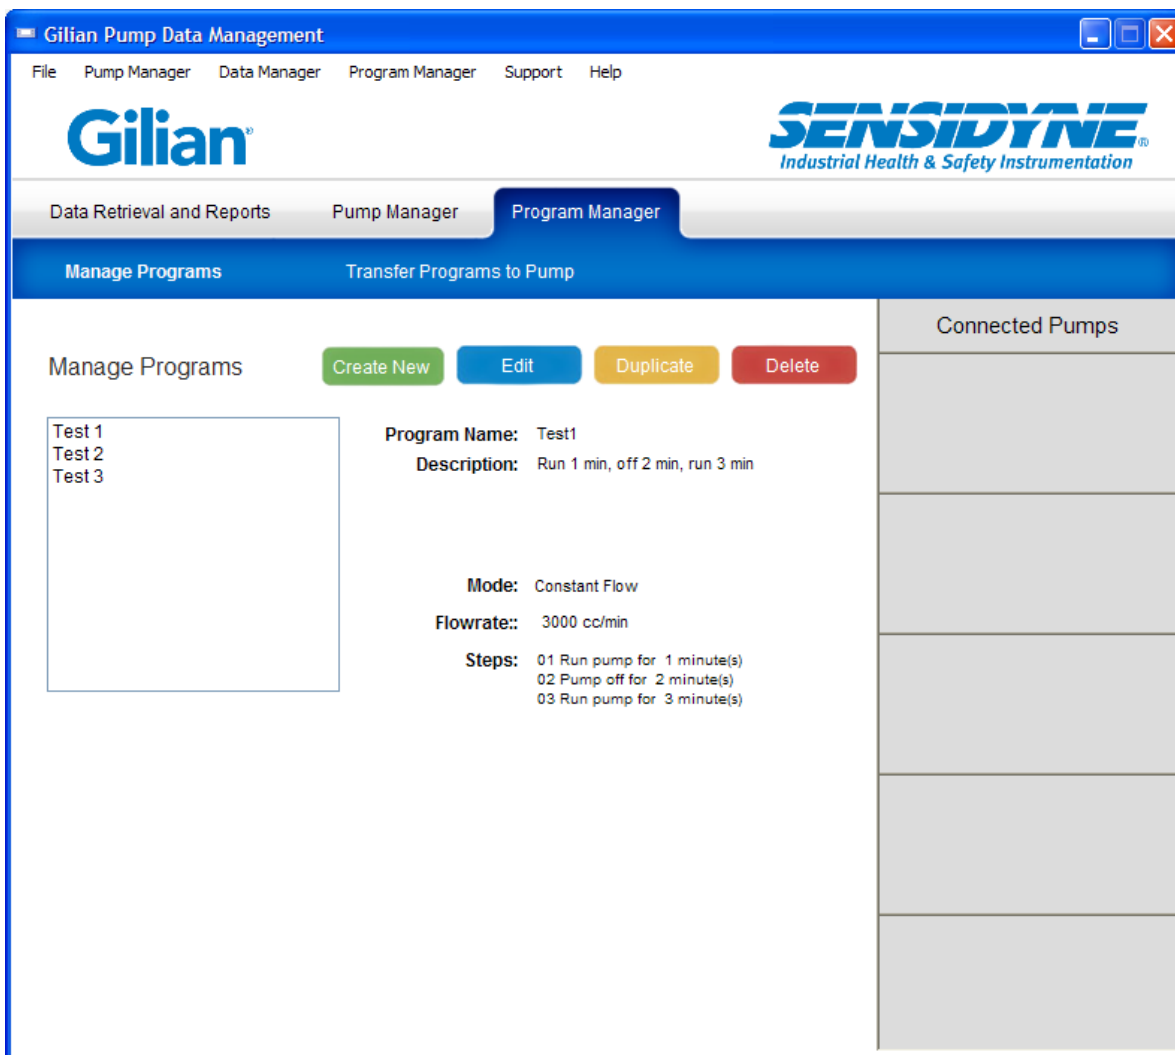 Gilian Pump Data Management
File Pump Manager Data Manager Program Manager Support Help
Gilian®
SENSIDYNE®
Industrial Health & Safety Instrumentation
Data Retrieval and Reports Pump Manager Program Manager
Manage Programs Transfer Programs to Pump
Connected Pumps
Manage Programs Create New Edit Duplicate Delete
Test 1
Test 2
Test 3
Program Name: Test1
Description: Run 1 min, off 2 min, run 3 min
Mode: Constant Flow
Flowrate:: 3000 cc/min
Steps: 01 Run pump for 1 minute(s)
02 Pump off for 2 minute(s)
03 Run pump for 3 minute(s)